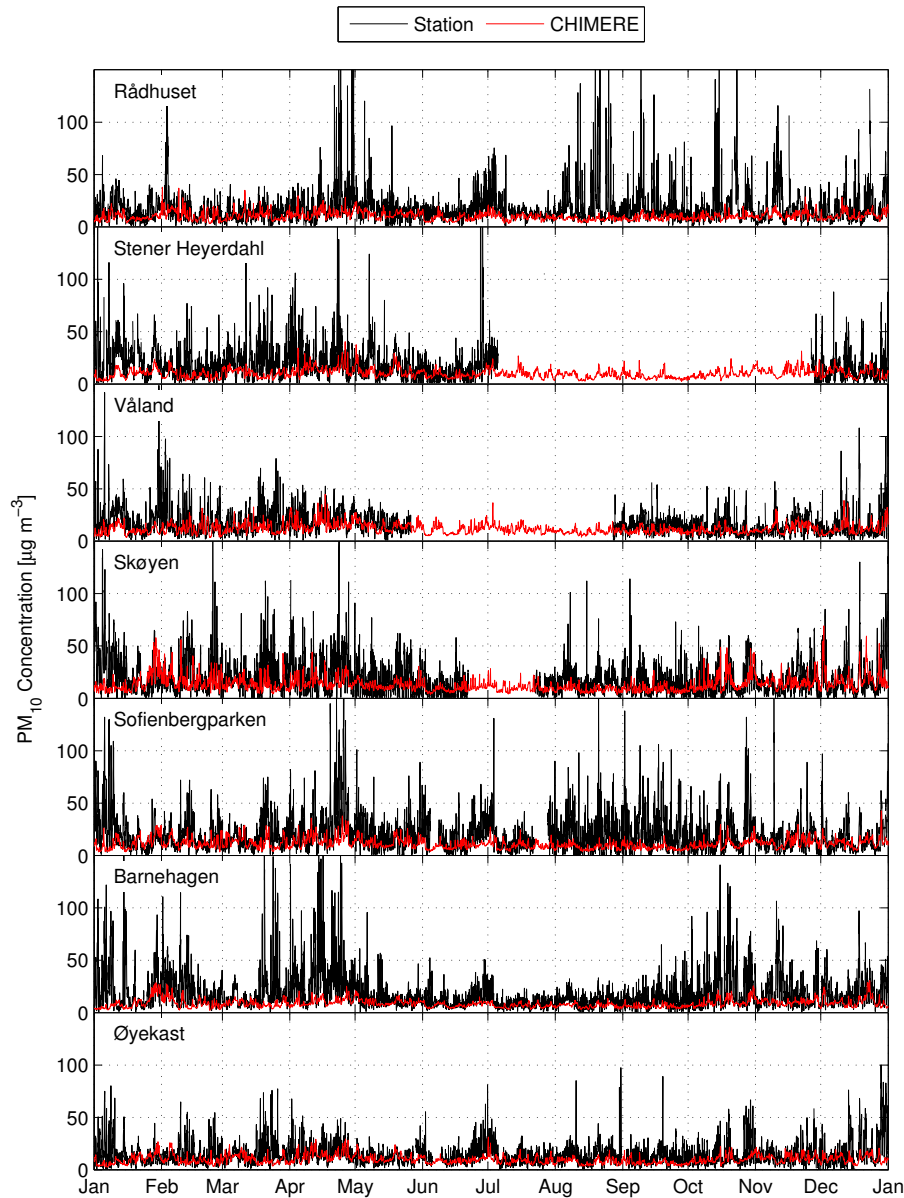 Station CHIMERE
Rådhuset
100
50
0
Stener Heyerdahl
100
50
0
Våland
100
50
0
Skøyen
100
50
0
Sofienbergparken
100
50
0
Barnehagen
100
50
0
Øyekast
100
50
0
PM10 Concentration [µg m−3]
Jan Feb Mar Apr May Jun Jul Aug Sep Oct Nov Dec Jan